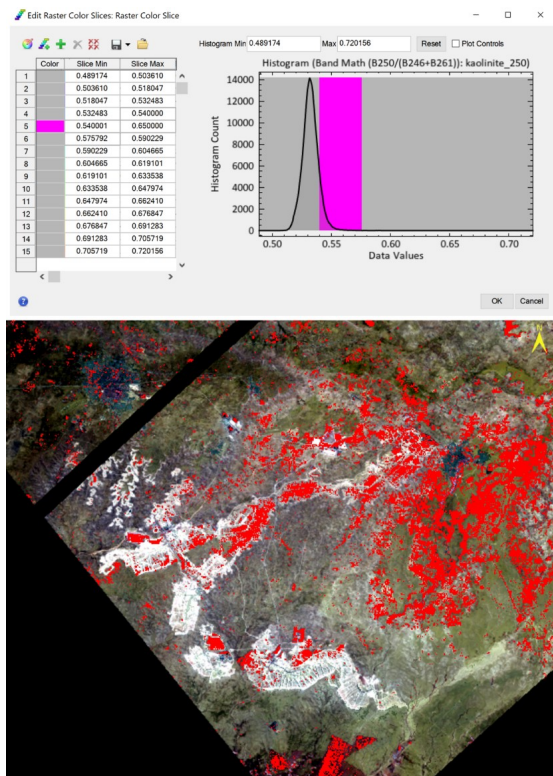 Edit Raster Color Slices: Raster Color Slice
Histogram Min 0.489174 Max 0.720156 Reset Plot Controls
Color Slice Min Slice Max
1 0.489174 0.503610
2 0.503610 0.518047
3 0.518047 0.532483
4 0.532483 0.540000
5 0.540001 0.650000
6 0.575792 0.590229
7 0.590229 0.604665
8 0.604665 0.619101
9 0.619101 0.633538
10 0.633538 0.647974
11 0.647974 0.662410
12 0.662410 0.676847
13 0.676847 0.691283
14 0.691283 0.705719
15 0.705719 0.720156
Histogram (Band Math (B250/(B246+B261)): kaolinite_250)
Histogram Count
14000
12000
10000
8000
6000
4000
2000
0
0.50 0.55 0.60 0.65 0.70
Data Values
OK Cancel